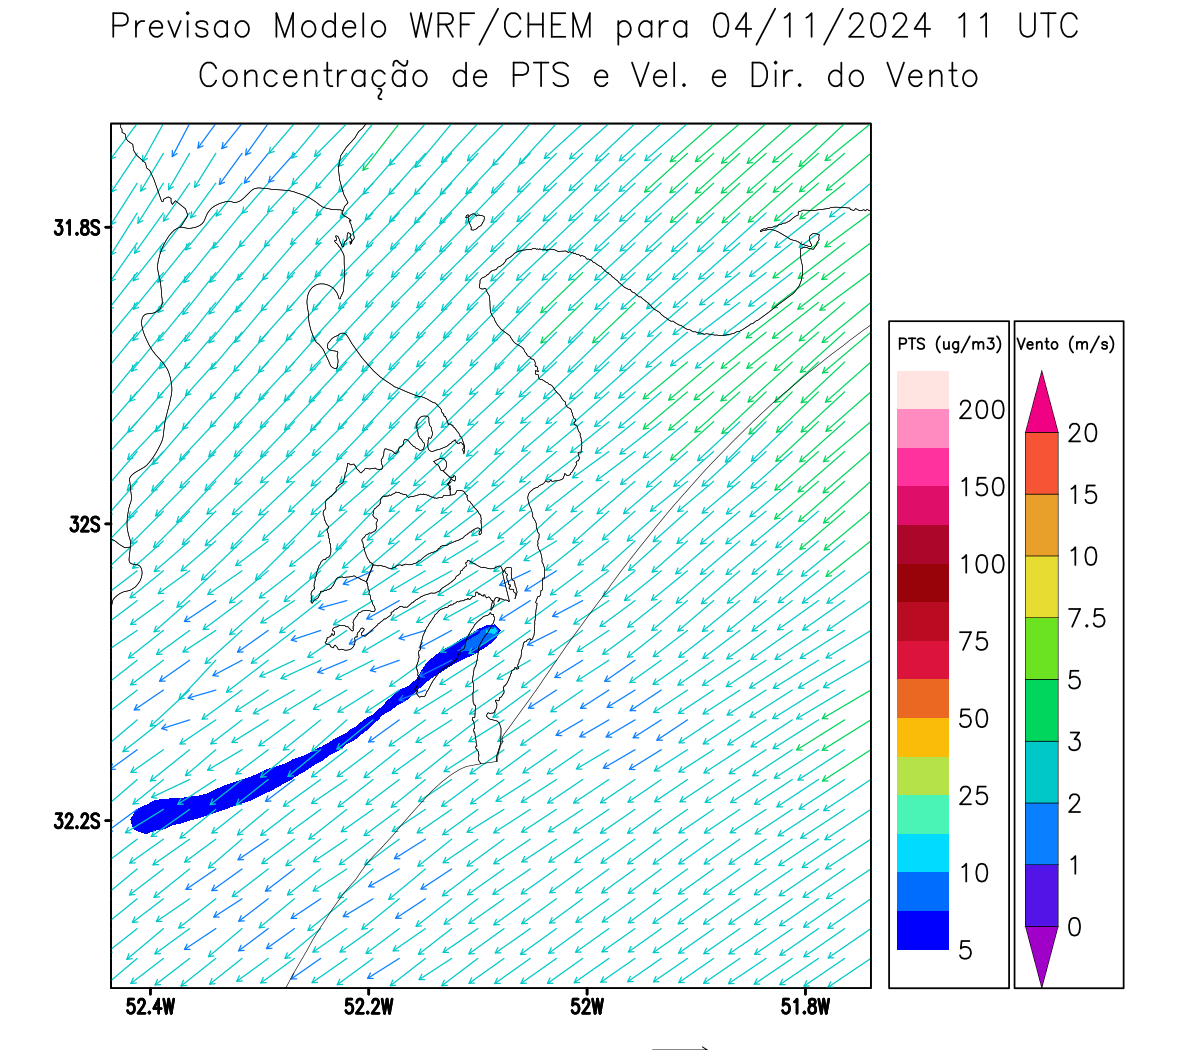 Previsao Modelo WRF/CHEM para 04/11/2024 11 UTC
Concentração de PTS e Vel. e Dir. do Vento
31.8S
32S
32.2S
52.4W
52.2W
52W
51.8W
PTS (ug/m3)
200
150
100
75
50
25
10
5
Vento (m/s)
20
15
10
7.5
5
3
2
1
0